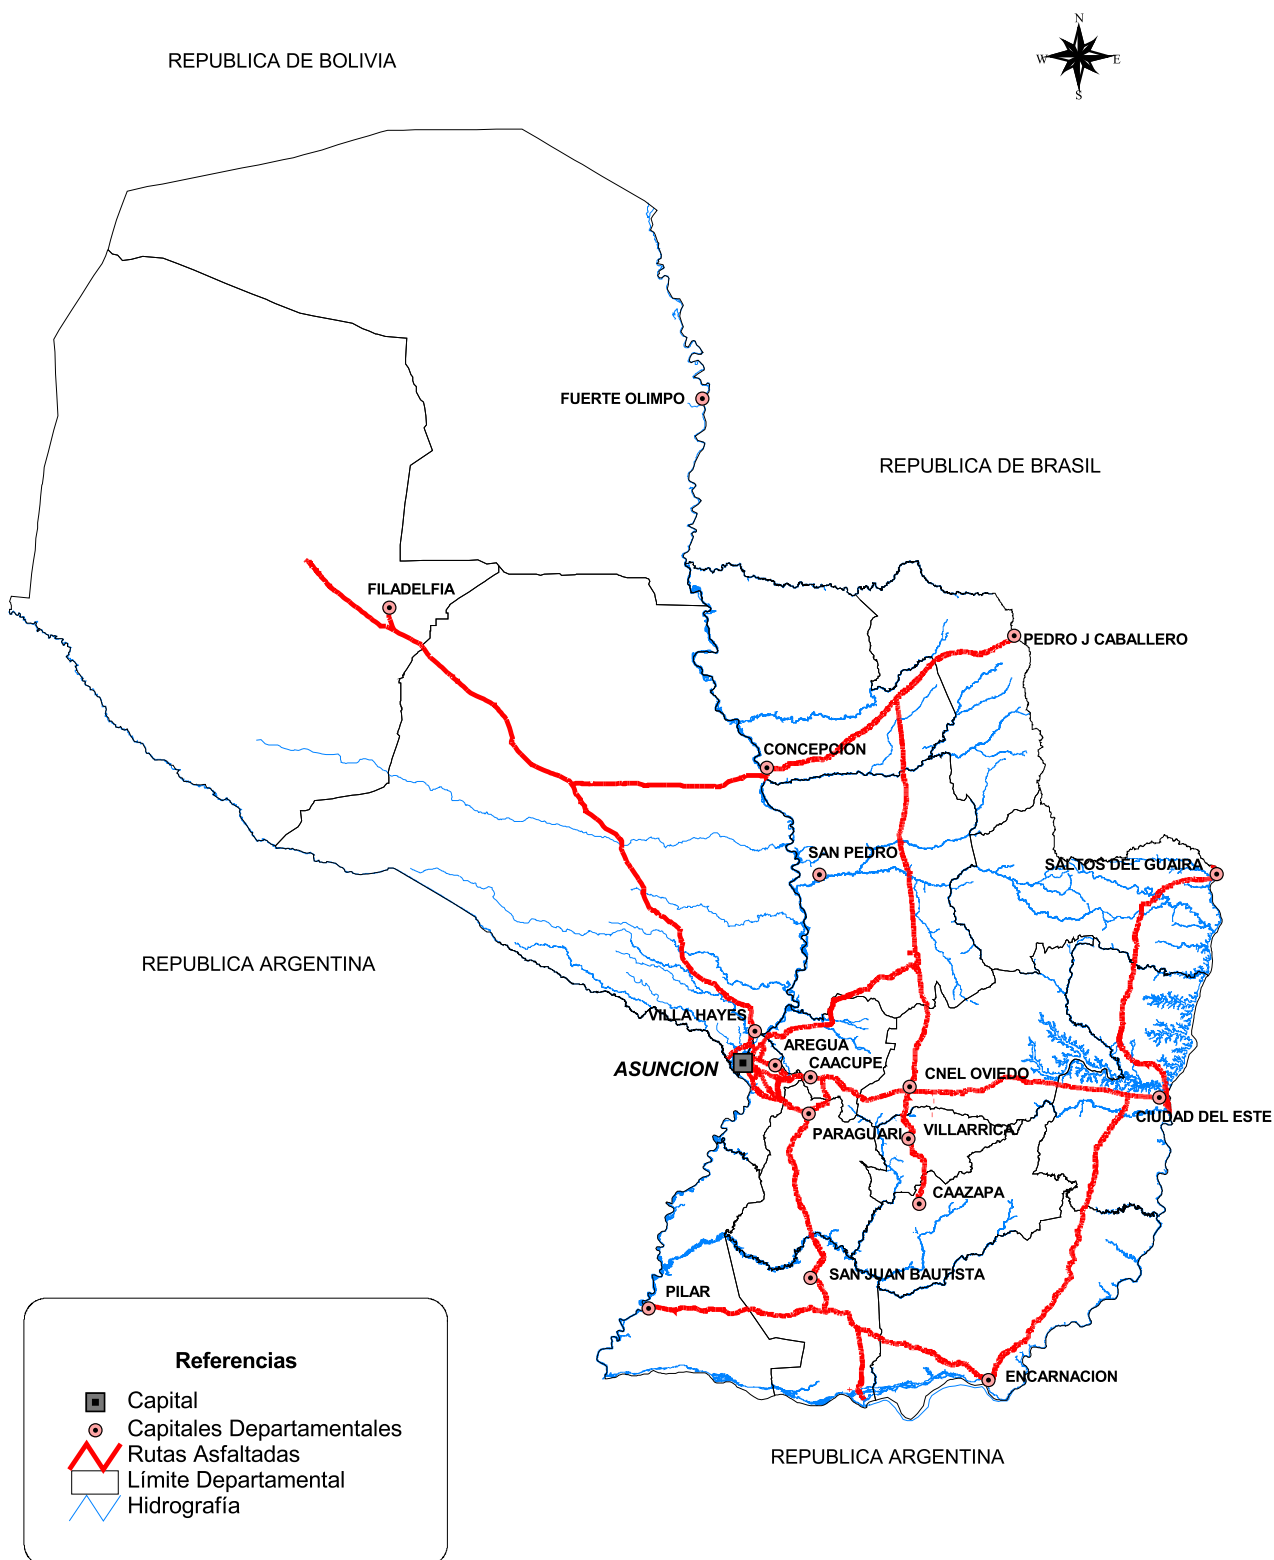 N
REPUBLICA DE BOLIVIA
W
E
S
FUERTE OLIMPO
REPUBLICA DE BRASIL
FILADELFIA
PEDRO J CABALLERO
CONCEPCION
SAN PEDRO
SALTOS DEL GUAIRA
REPUBLICA ARGENTINA
VILLA HAYES
AREGUA
ASUNCION
CAACUPE
CNEL OVIEDO
CIUDAD DEL ESTE
PARAGUARI
VILLARRICA
CAAZAPA
SAN JUAN BAUTISTA
PILAR
ENCARNACION
REPUBLICA ARGENTINA
Referencias
Capital
Capitales Departamentales
Rutas Asfaltadas
Límite Departamental
Hidrografía